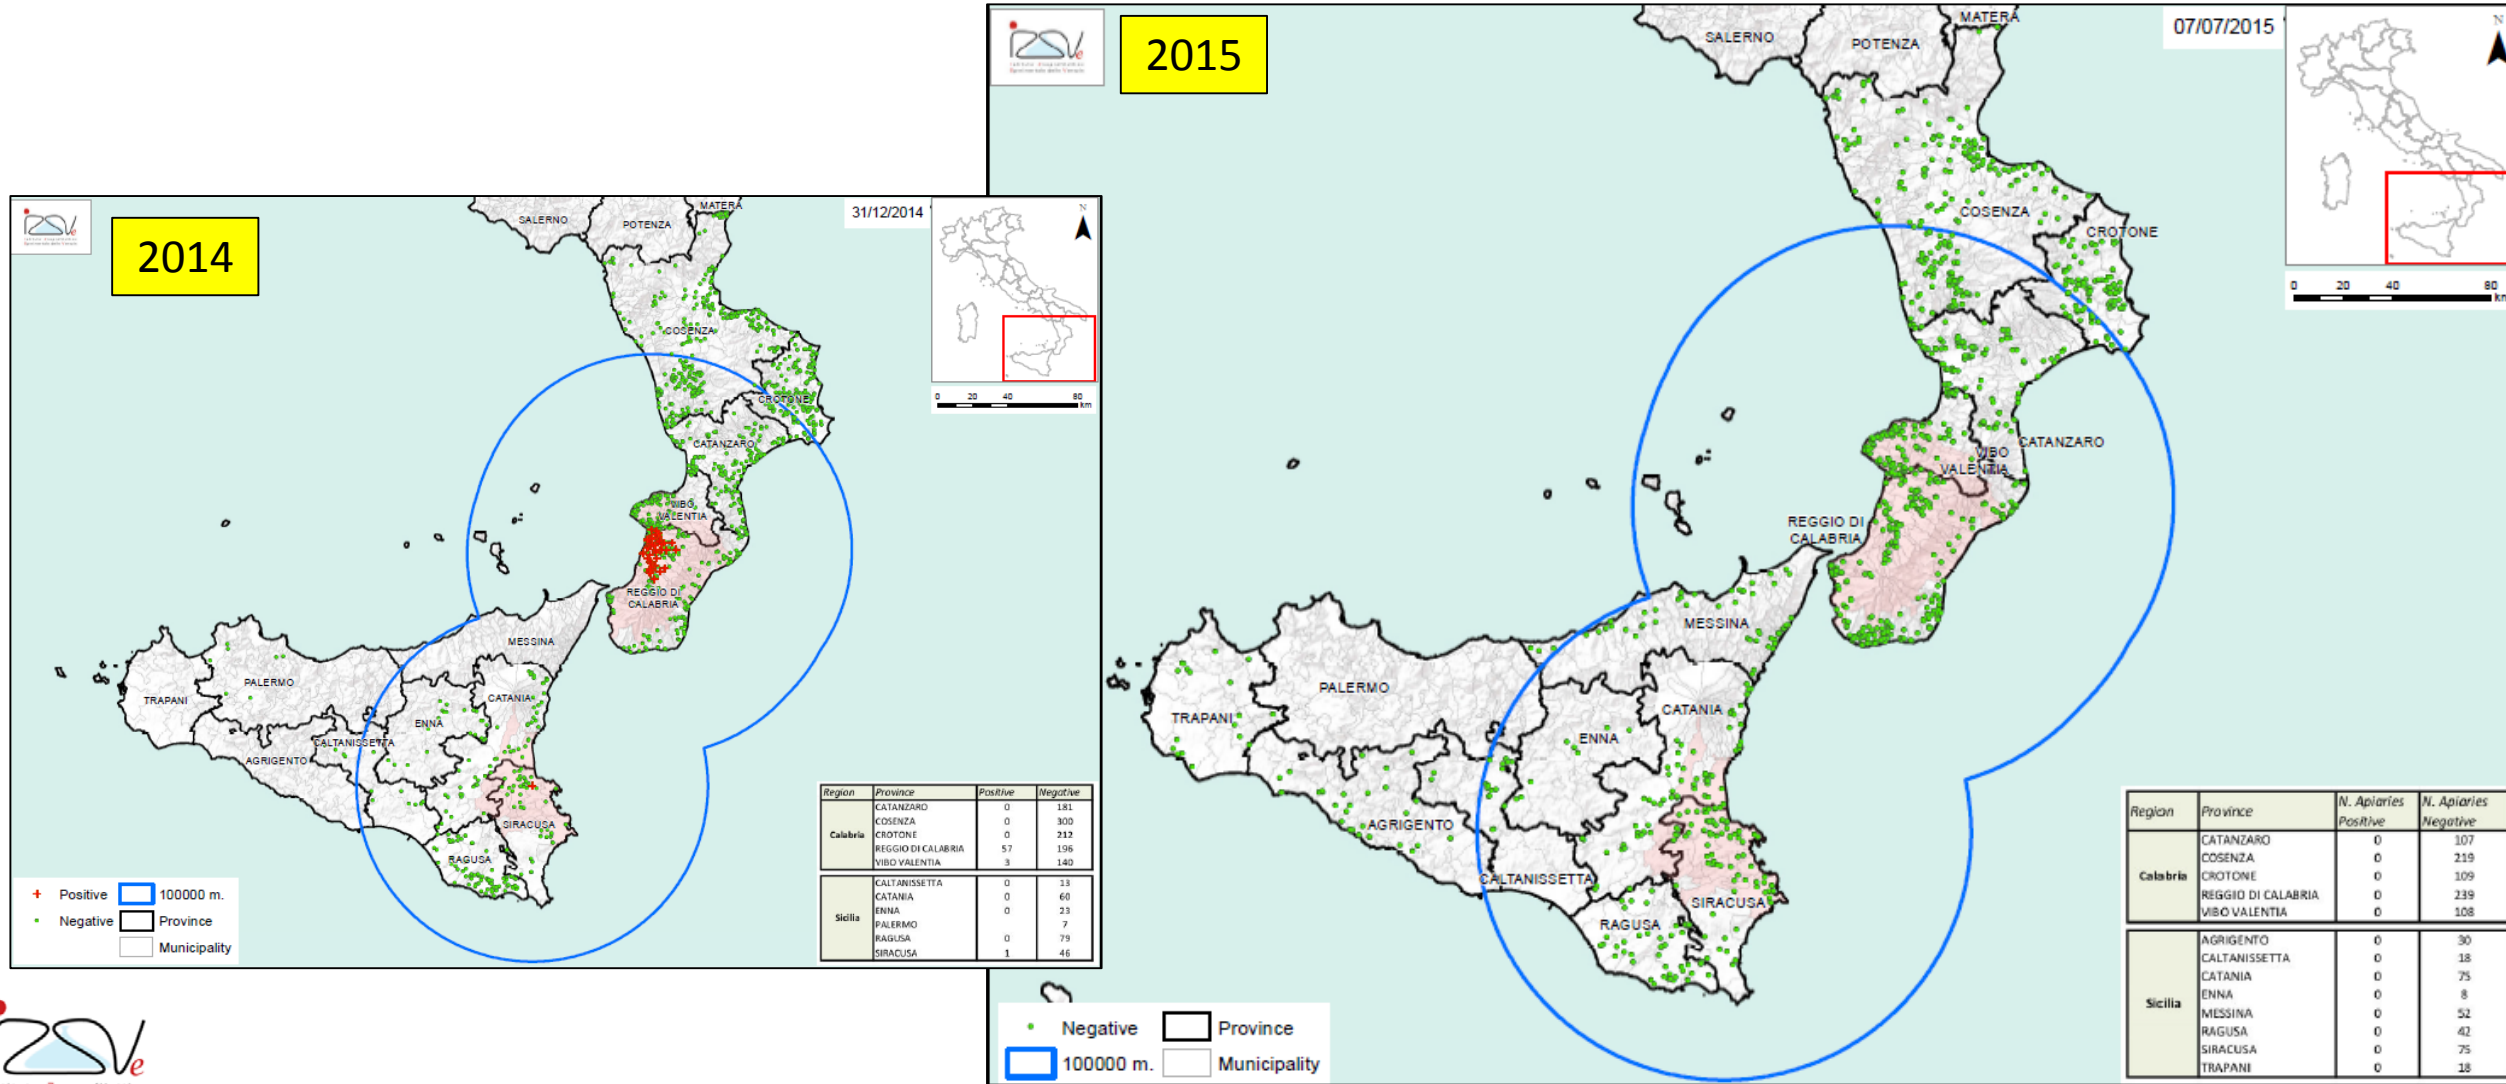 2014
31/12/2014
N
MATERA
SALERNO
POTENZA
COSENZA
CROTONE
CATANZARO
VIBO
VALENTIA
REGGIO DI
CALABRIA
MESSINA
PALERMO
TRAPANI
CATANIA
ENNA
CALTANISSETTA
AGRIGENTO
SIRACUSA
RAGUSA
0 20 40 80
km
+ Positive 100000 m.
Negative Province
Municipality
Region Province Positive Negative
Calabria
CATANZARO 0 181
COSENZA 0 300
CROTONE 0 212
REGGIO DI CALABRIA 57 196
VIBO VALENTIA 3 140
Sicilia
CALTANISSETTA 0 13
CATANIA 0 60
ENNA 0 23
PALERMO 7
RAGUSA 0 79
SIRACUSA 1 46
2015
07/07/2015
N
MATERA
SALERNO
POTENZA
COSENZA
CROTONE
CATANZARO
VIBO
VALENTIA
REGGIO DI
CALABRIA
MESSINA
PALERMO
TRAPANI
CATANIA
ENNA
AGRIGENTO
CALTANISSETTA
SIRACUSA
RAGUSA
0 20 40 80
km
Negative Province
100000 m. Municipality
Region Province N. Apiaries Positive N. Apiaries Negative
Calabria
CATANZARO 0 107
COSENZA 0 219
CROTONE 0 109
REGGIO DI CALABRIA 0 239
VIBO VALENTIA 0 108
Sicilia
AGRIGENTO 0 30
CALTANISSETTA 0 18
CATANIA 0 75
ENNA 0 8
MESSINA 0 52
RAGUSA 0 42
SIRACUSA 0 75
TRAPANI 0 18